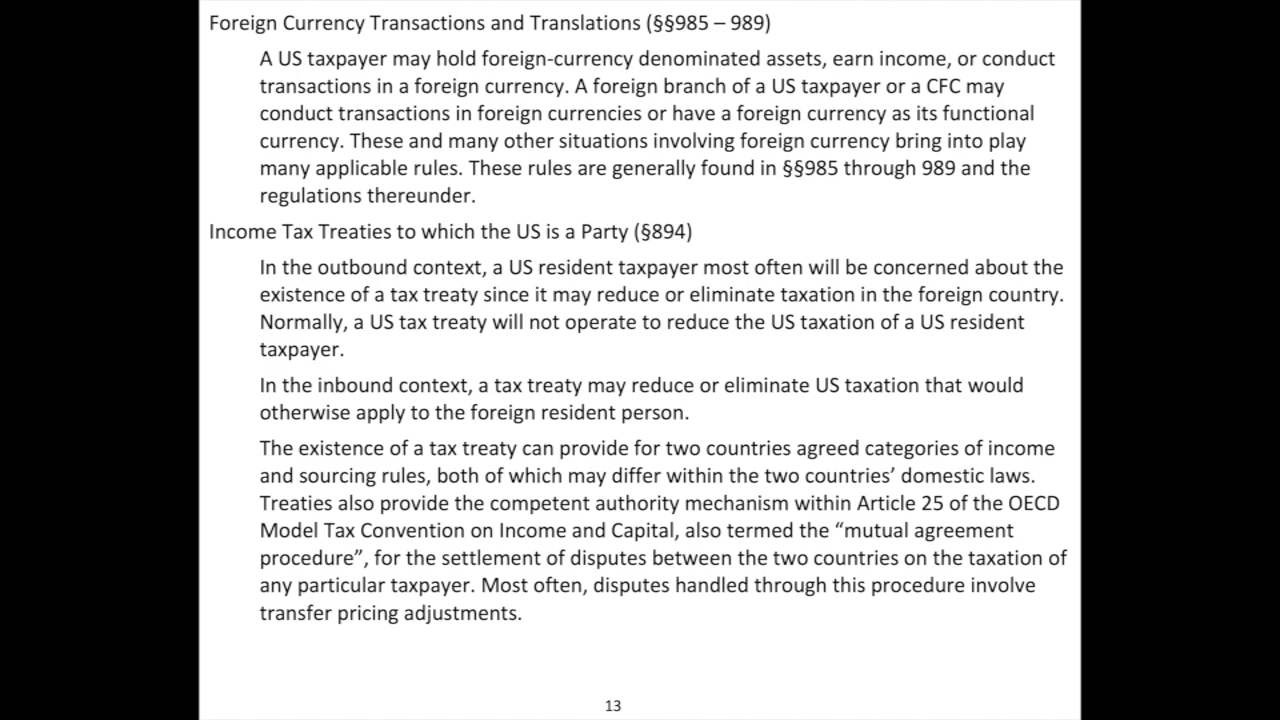 Foreign Currency Transactions and Translations (§§985 – 989)
A US taxpayer may hold foreign-currency denominated assets, earn income, or conduct
transactions in a foreign currency. A foreign branch of a US taxpayer or a CFC may
conduct transactions in foreign currencies or have a foreign currency as its functional
currency. These and many other situations involving foreign currency bring into play
many applicable rules. These rules are generally found in §§985 through 989 and the
regulations thereunder.
Income Tax Treaties to which the US is a Party (§894)
In the outbound context, a US resident taxpayer most often will be concerned about the
existence of a tax treaty since it may reduce or eliminate taxation in the foreign country.
Normally, a US tax treaty will not operate to reduce the US taxation of a US resident
taxpayer.
In the inbound context, a tax treaty may reduce or eliminate US taxation that would
otherwise apply to the foreign resident person.
The existence of a tax treaty can provide for two countries agreed categories of income
and sourcing rules, both of which may differ within the two countries’ domestic laws.
Treaties also provide the competent authority mechanism within Article 25 of the OECD
Model Tax Convention on Income and Capital, also termed the “mutual agreement
procedure”, for the settlement of disputes between the two countries on the taxation of
any particular taxpayer. Most often, disputes handled through this procedure involve
transfer pricing adjustments.
13